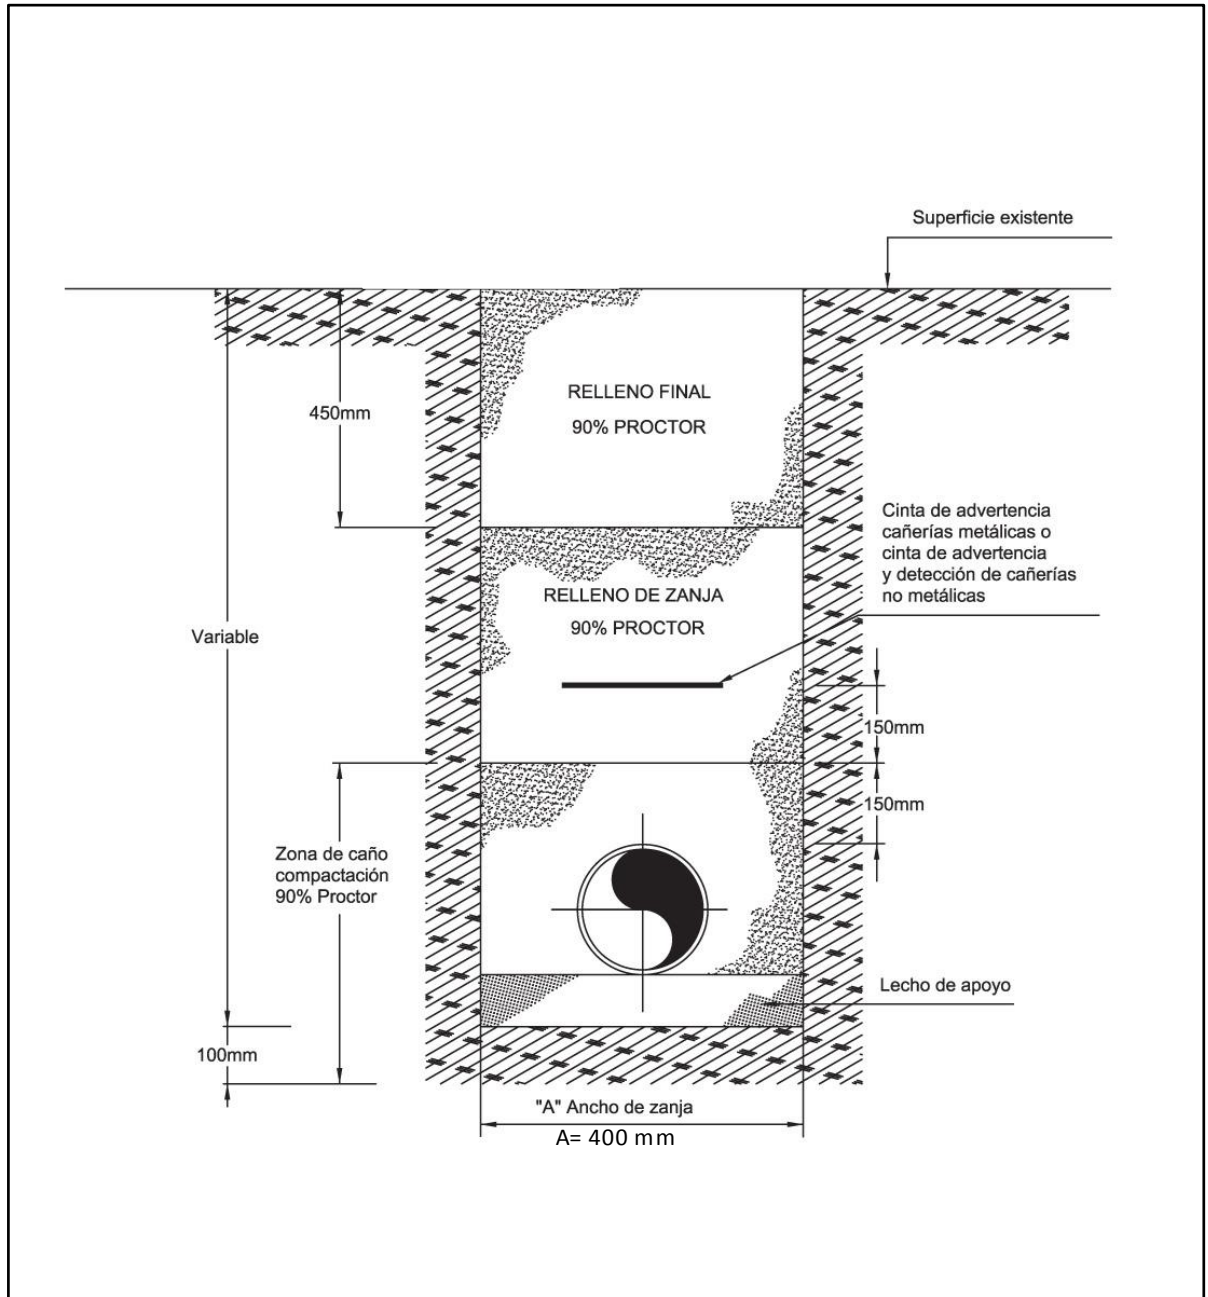 Superficie existente
RELLENO FINAL
90% PROCTOR
450mm
Cinta de advertencia
cañerías metálicas o
cinta de advertencia
y detección de cañerías
no metálicas
RELLENO DE ZANJA
90% PROCTOR
Variable
150mm
150mm
Zona de caño
compactación
90% Proctor
Lecho de apoyo
100mm
"A" Ancho de zanja
A= 400 mm